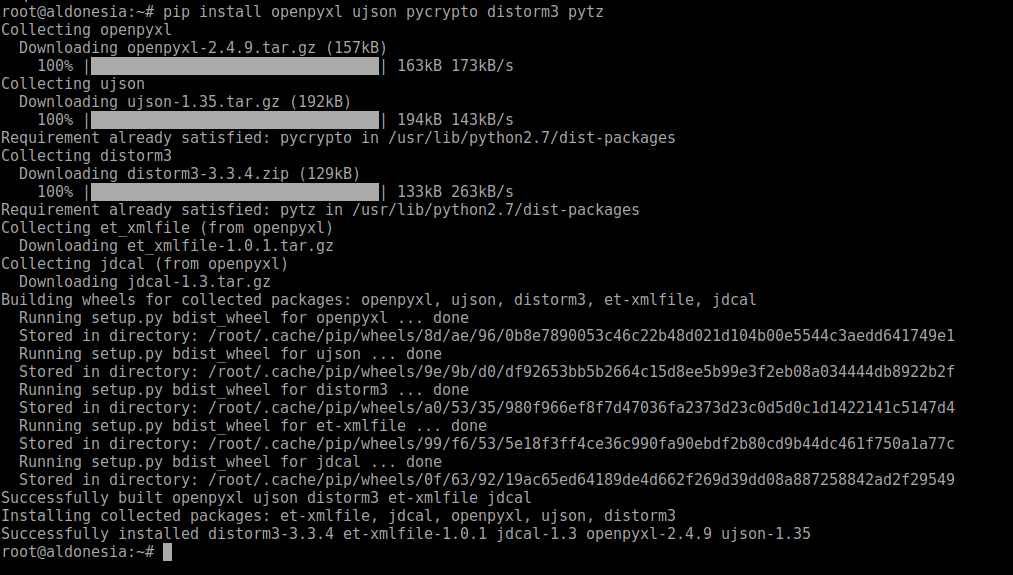 root@aldonesia:~# pip install openpyxl ujson pycrypto distorm3 pytz
Collecting openpyxl
  Downloading openpyxl-2.4.9.tar.gz (157kB)
    100% |████████████████████████████████| 163kB 173kB/s
Collecting ujson
  Downloading ujson-1.35.tar.gz (192kB)
    100% |████████████████████████████████| 194kB 143kB/s
Requirement already satisfied: pycrypto in /usr/lib/python2.7/dist-packages
Collecting distorm3
  Downloading distorm3-3.3.4.zip (129kB)
    100% |████████████████████████████████| 133kB 263kB/s
Requirement already satisfied: pytz in /usr/lib/python2.7/dist-packages
Collecting et_xmlfile (from openpyxl)
  Downloading et_xmlfile-1.0.1.tar.gz
Collecting jdcal (from openpyxl)
  Downloading jdcal-1.3.tar.gz
Building wheels for collected packages: openpyxl, ujson, distorm3, et-xmlfile, jdcal
  Running setup.py bdist_wheel for openpyxl ... done
  Stored in directory: /root/.cache/pip/wheels/8d/ae/96/0b8e7890053c46c22b48d021d104b00e5544c3aedd641749e1
  Running setup.py bdist_wheel for ujson ... done
  Stored in directory: /root/.cache/pip/wheels/9e/9b/d0/df92653bb5b2664c15d8ee5b99e3f2eb08a034444db8922b2f
  Running setup.py bdist_wheel for distorm3 ... done
  Stored in directory: /root/.cache/pip/wheels/a0/53/35/980f966ef8f7d47036fa2373d23c0d5d0c1d1422141c5147d4
  Running setup.py bdist_wheel for et-xmlfile ... done
  Stored in directory: /root/.cache/pip/wheels/99/f6/53/5e18f3ff4ce36c990fa90ebdf2b80cd9b44dc461f750a1a77c
  Running setup.py bdist_wheel for jdcal ... done
  Stored in directory: /root/.cache/pip/wheels/0f/63/92/19ac65ed64189de4d662f269d39dd08a887258842ad2f29549
Successfully built openpyxl ujson distorm3 et-xmlfile jdcal
Installing collected packages: et-xmlfile, jdcal, openpyxl, ujson, distorm3
Successfully installed distorm3-3.3.4 et-xmlfile-1.0.1 jdcal-1.3 openpyxl-2.4.9 ujson-1.35
root@aldonesia:~#